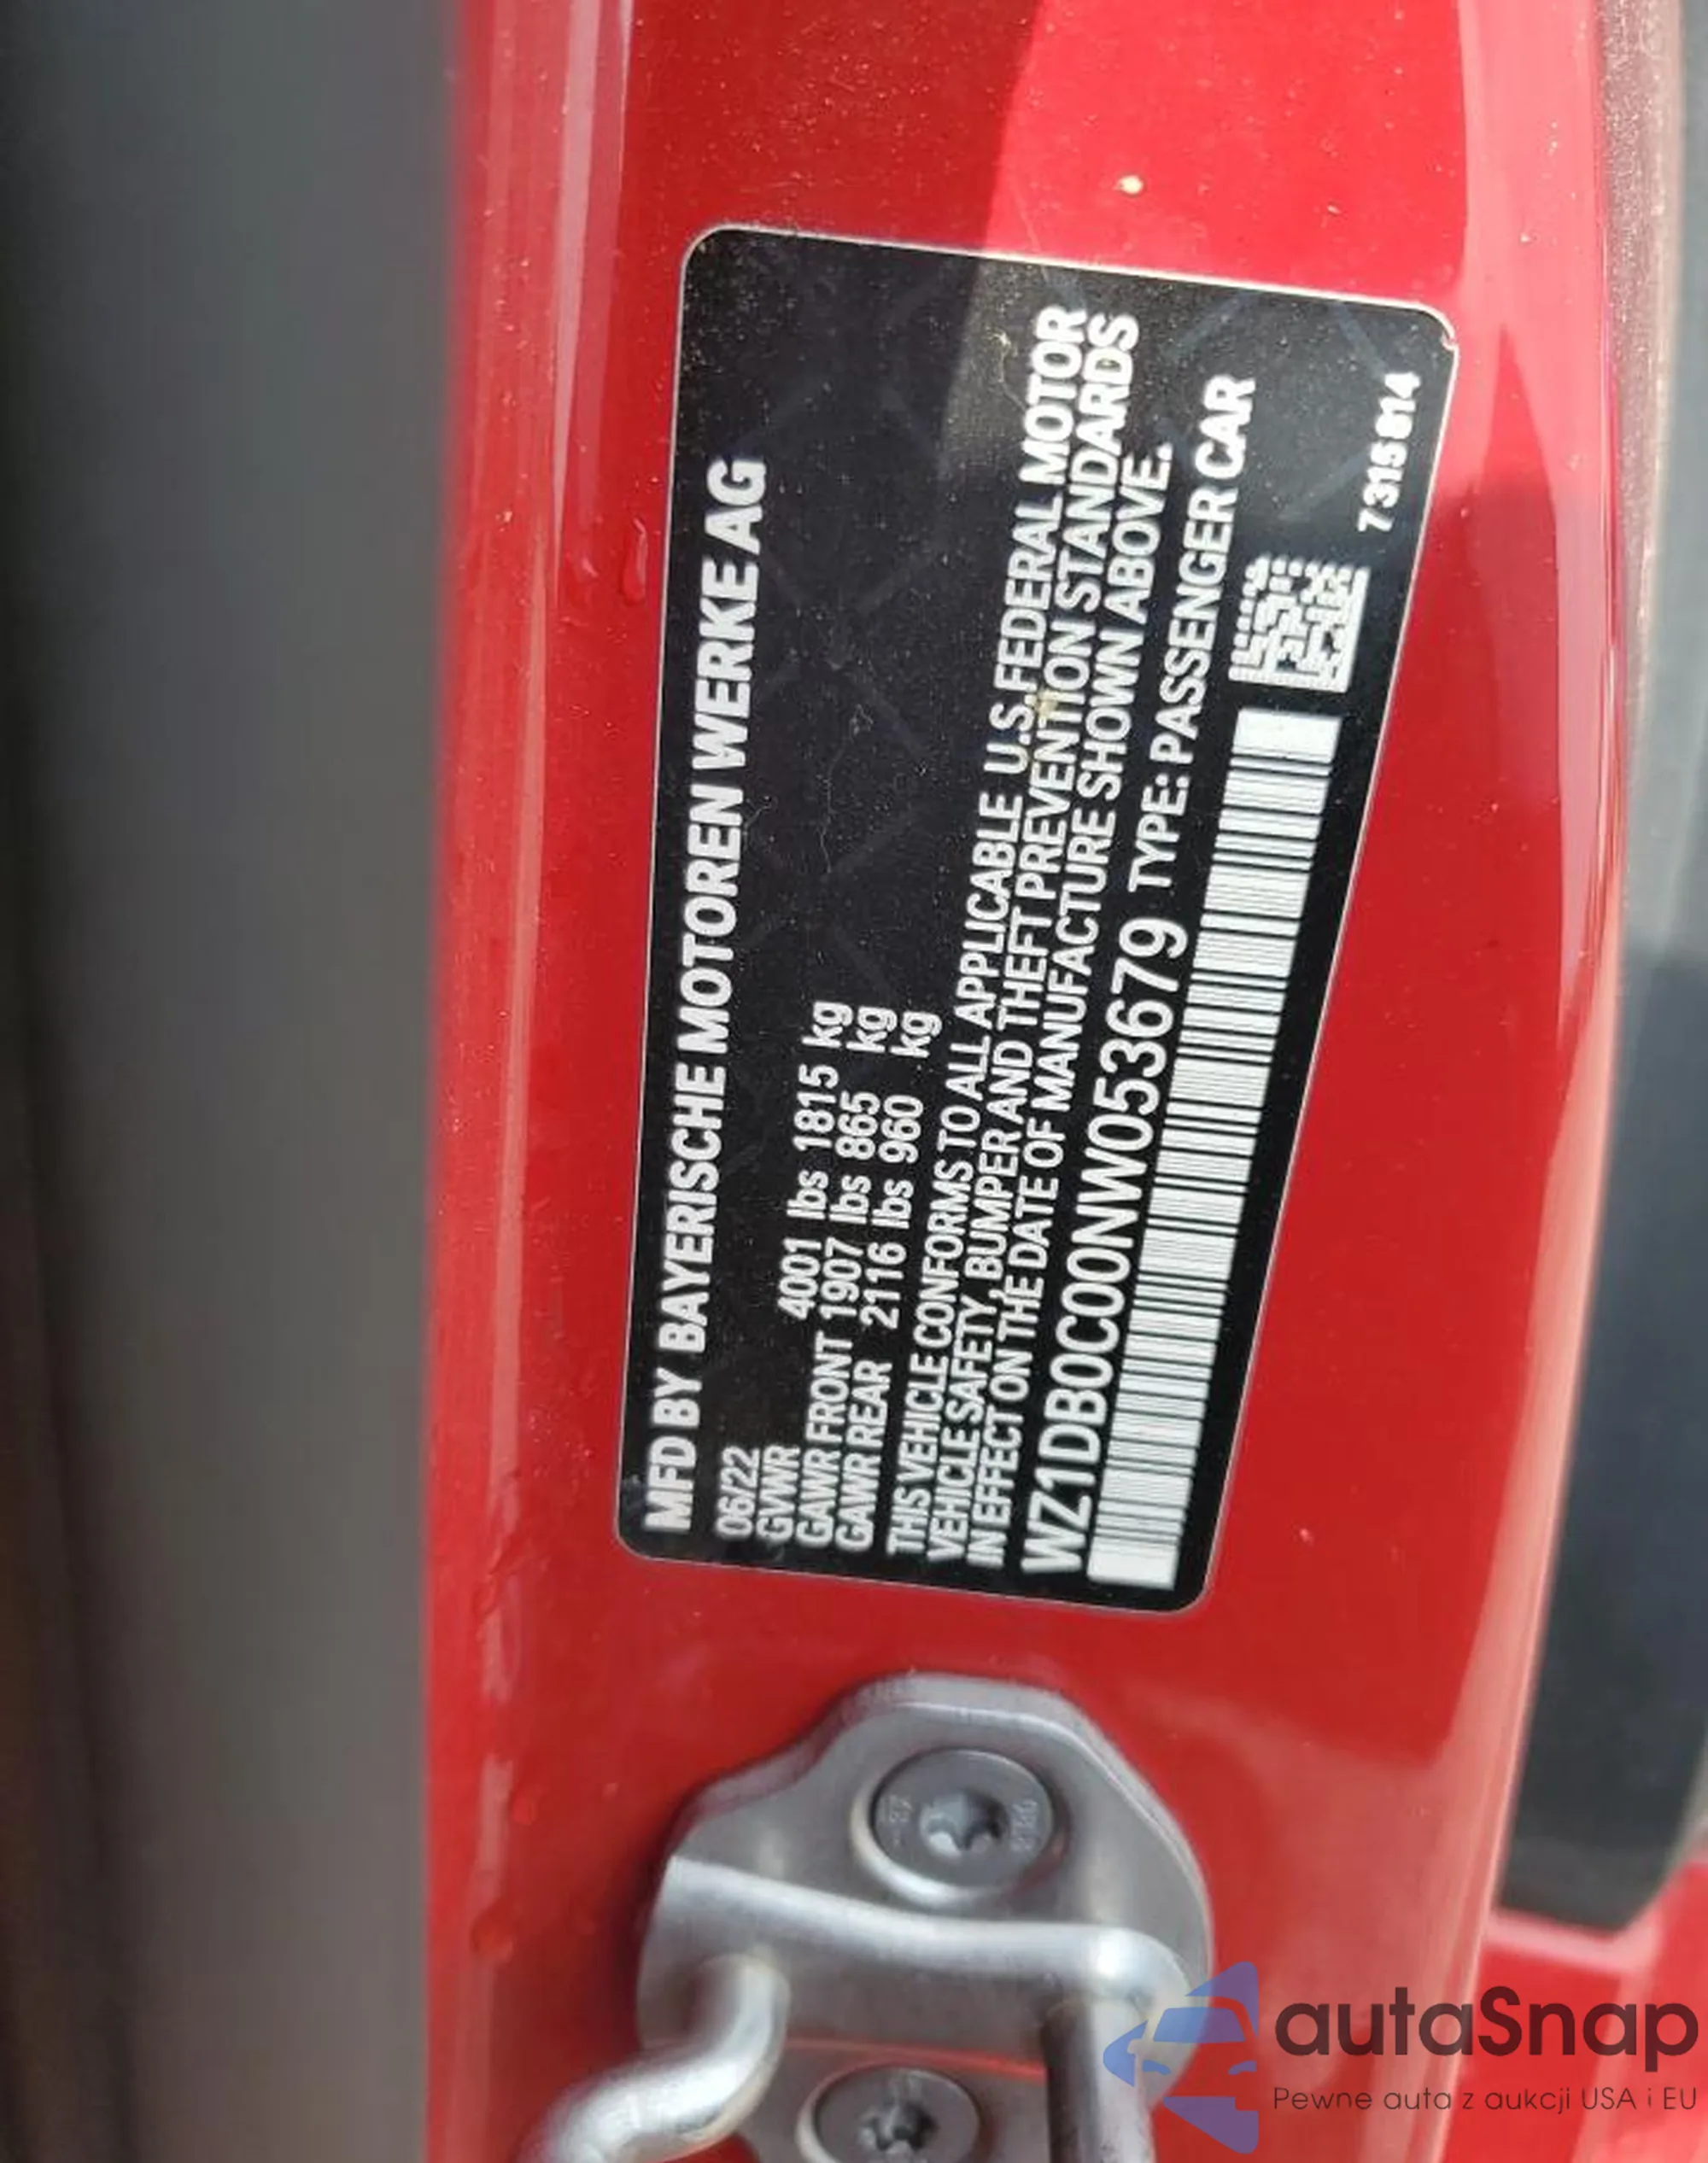 MFD BY BAYERISCHE MOTOREN WERKE AG
06/22
GVWR 4001 lbs 1815 kg
GAWR FRONT 1907 lbs 865 kg
GAWR REAR 2116 lbs 960 kg
THIS VEHICLE CONFORMS TO ALL APPLICABLE U.S. FEDERAL MOTOR
VEHICLE SAFETY, BUMPER AND THEFT PREVENTION STANDARDS
IN EFFECT ON THE DATE OF MANUFACTURE SHOWN ABOVE.
WZ1DB0C00NW053679 TYPE: PASSENGER CAR
autaSnap
Pewne auta z aukcji USA i EU